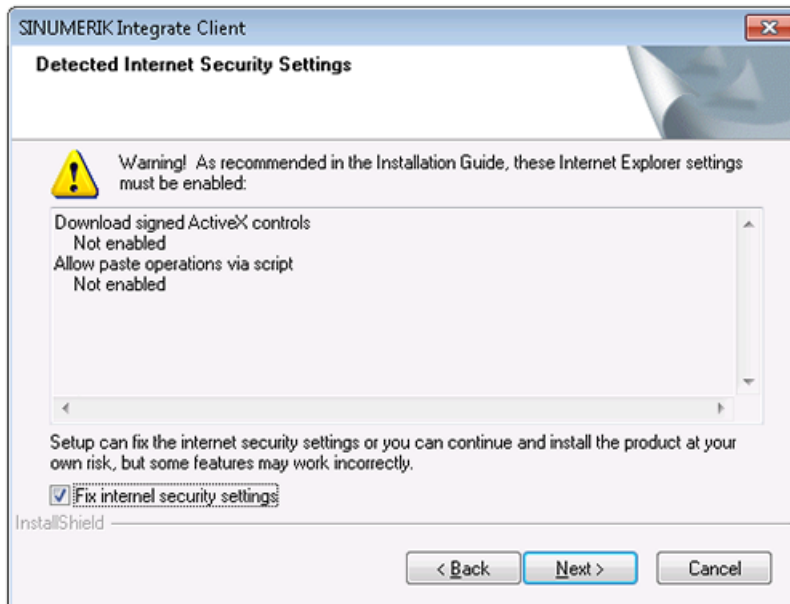 SINUMERIK Integrate Client
Detected Internet Security Settings
Warning! As recommended in the Installation Guide, these Internet Explorer settings
must be enabled:
Download signed ActiveX controls
Not enabled
Allow paste operations via script
Not enabled
Setup can fix the internet security settings or you can continue and install the product at your
own risk, but some features may work incorrectly.
Fix internel security settings
InstallShield
< Back
Next >
Cancel